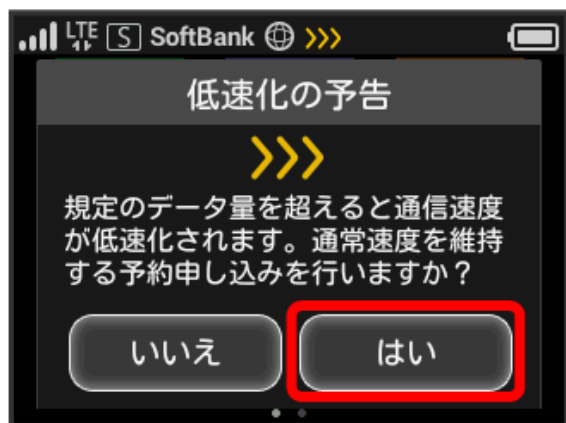 LTE S SoftBank
低速化の予告
規定のデータ量を超えると通信速度
が低速化されます。通常速度を維持
する予約申し込みを行いますか？
いいえ はい